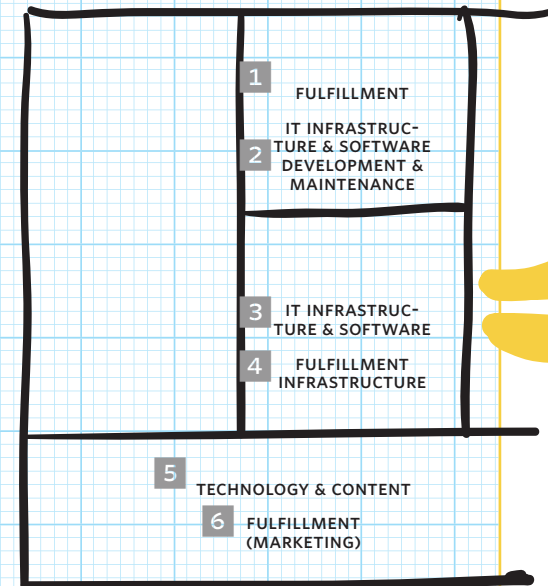 1
FULFILLMENT
IT INFRASTRUC-
2 TURE & SOFTWARE
DEVELOPMENT &
MAINTENANCE
3 IT INFRASTRUC-
TURE & SOFTWARE
4 FULFILLMENT
INFRASTRUCTURE
5
TECHNOLOGY & CONTENT
6 FULFILLMENT
(MARKETING)